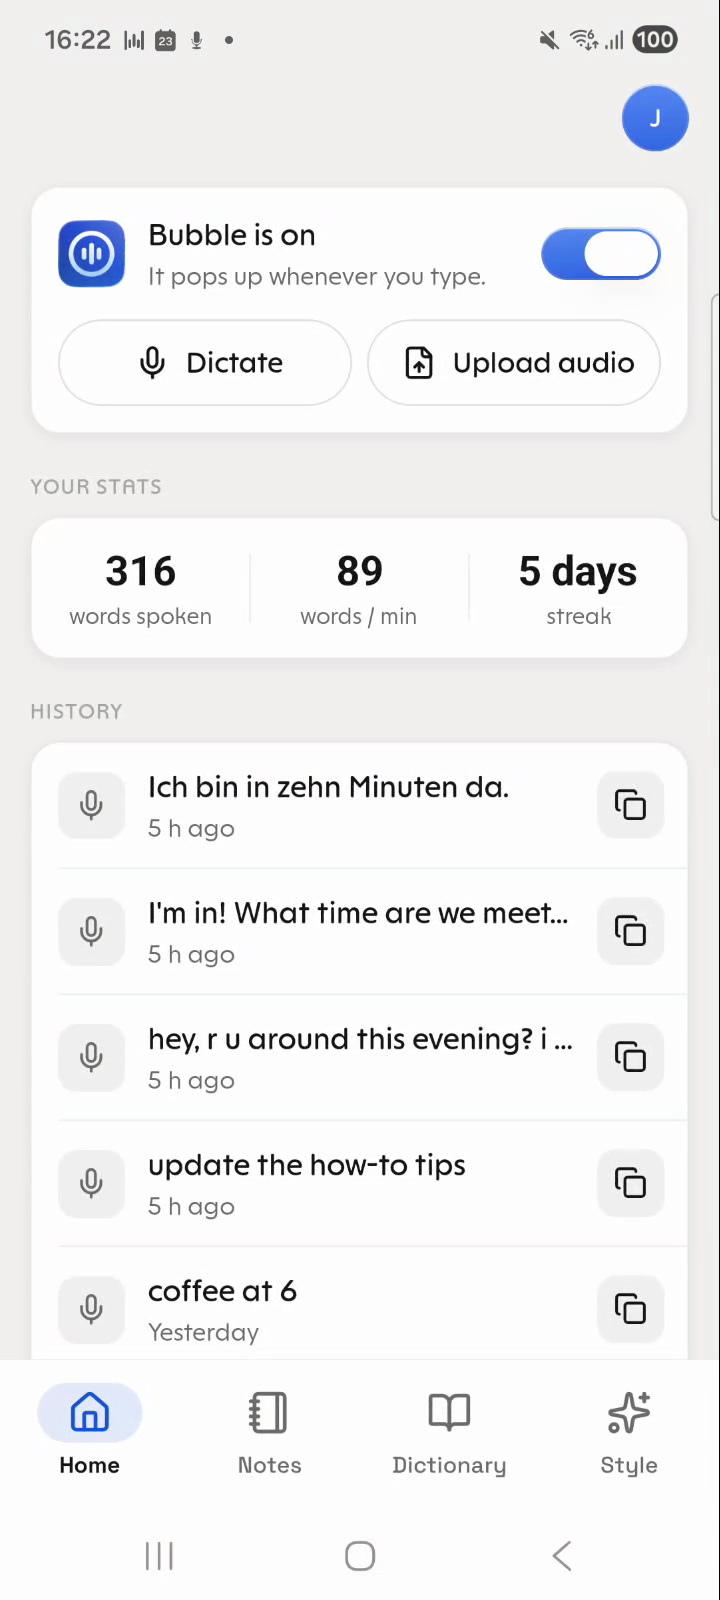 16:22 23 6 100
J
Bubble is on
It pops up whenever you type.
Dictate Upload audio
YOUR STATS
316 89 5 days
words spoken words / min streak
HISTORY
Ich bin in zehn Minuten da.
5 h ago
I'm in! What time are we meet...
5 h ago
hey, r u around this evening? i ...
5 h ago
update the how-to tips
5 h ago
coffee at 6
Yesterday
Home Notes Dictionary Style